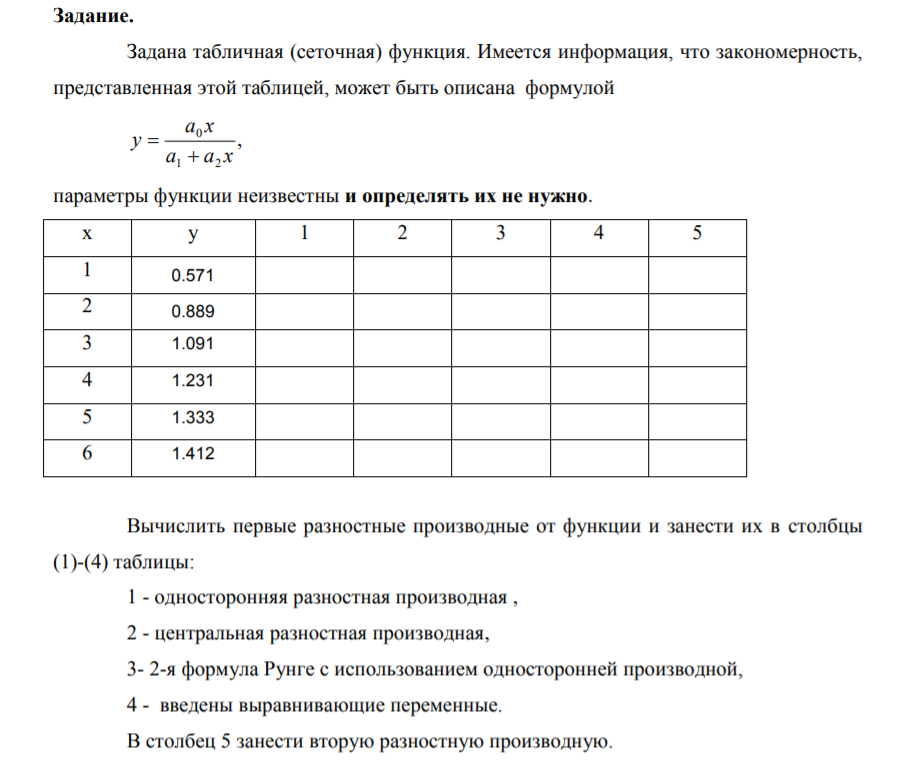 Задание.
Задана табличная (сеточная) функция. Имеется информация, что закономерность,
представленная этой таблицей, может быть описана формулой
y = a₀x / (a₁ + a₂x),
параметры функции неизвестны и определять их не нужно.
x y 1 2 3 4 5
1 0.571
2 0.889
3 1.091
4 1.231
5 1.333
6 1.412
Вычислить первые разностные производные от функции и занести их в столбцы
(1)-(4) таблицы:
1 - односторонняя разностная производная ,
2 - центральная разностная производная,
3- 2-я формула Рунге с использованием односторонней производной,
4 - введены выравнивающие переменные.
В столбец 5 занести вторую разностную производную.